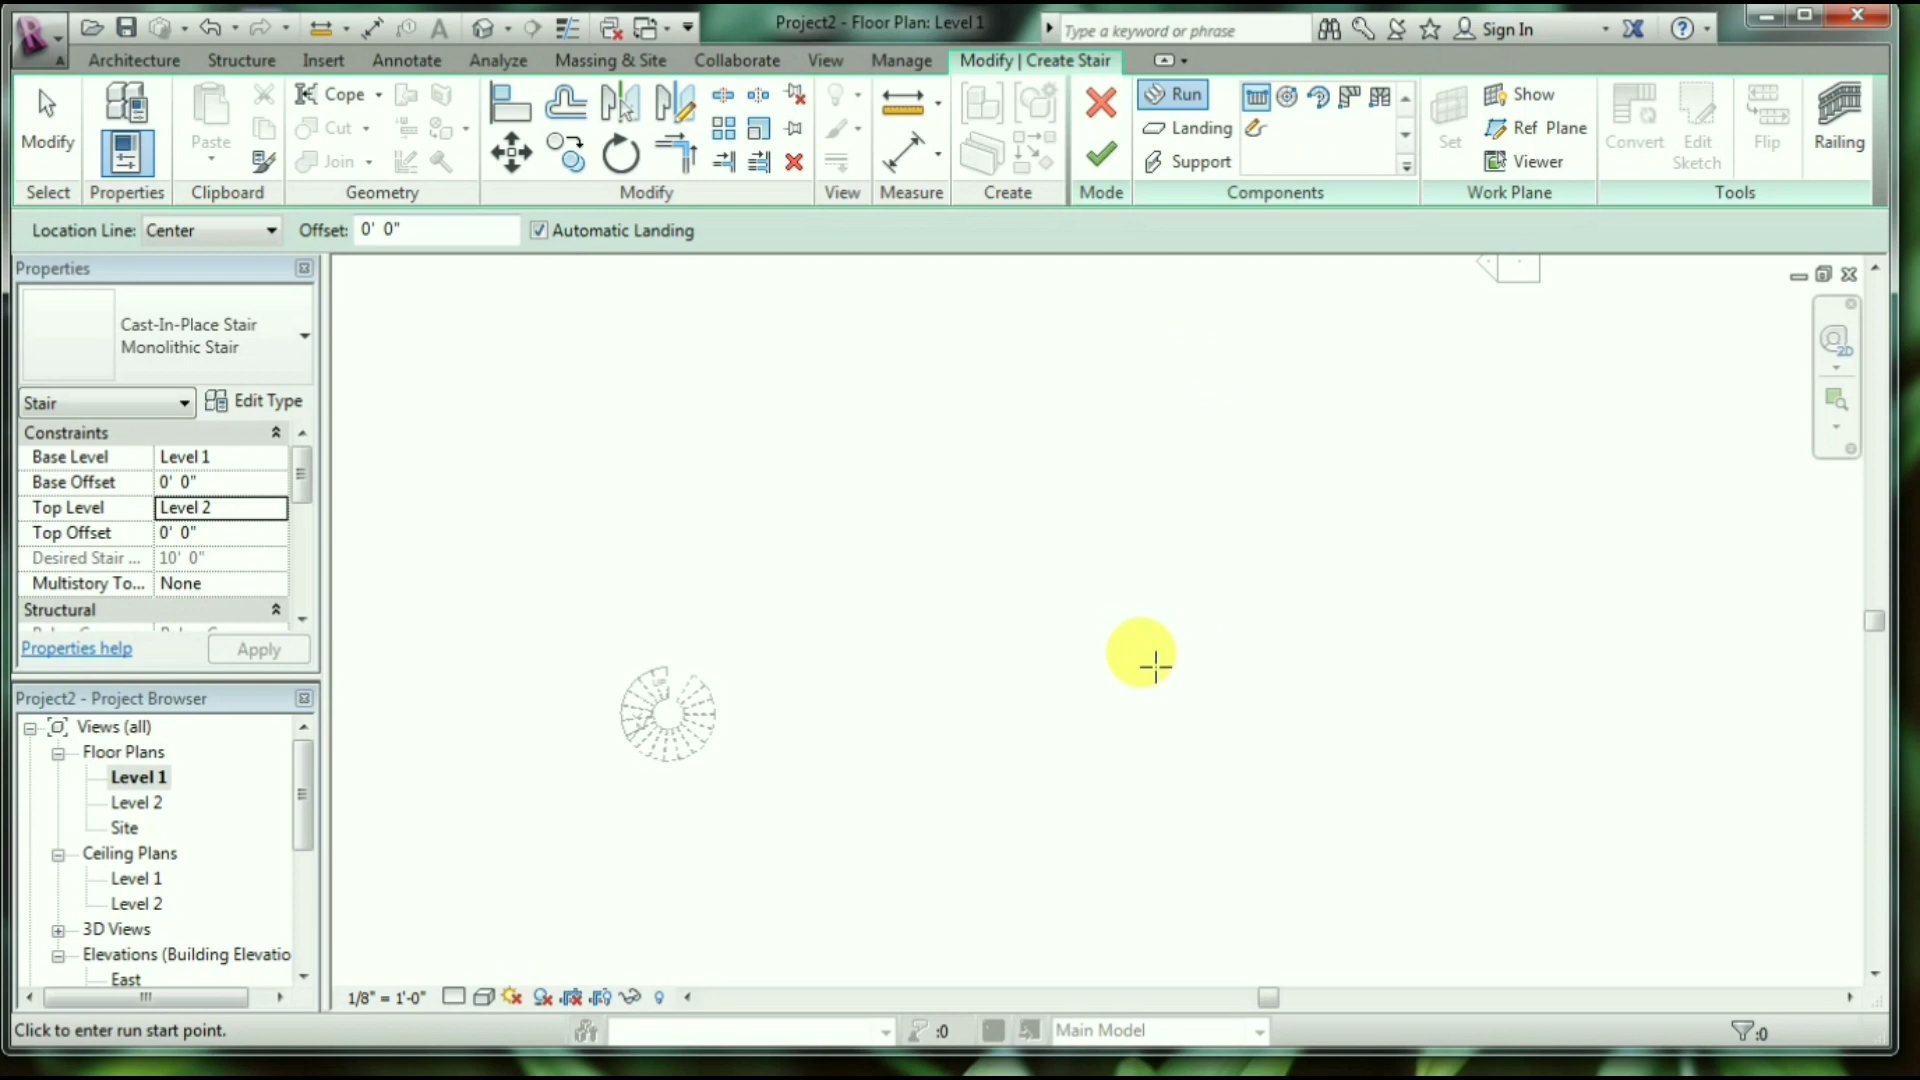 Project2 - Floor Plan: Level 1
Type a keyword or phrase
Sign In
Architecture
Structure
Insert
Annotate
Analyze
Massing & Site
Collaborate
View
Manage
Modify | Create Stair
Modify
Paste
Cope
Cut
Join
Run
Landing
Support
Set
Show
Ref Plane
Viewer
Convert
Edit
Sketch
Flip
Railing
Select
Properties
Clipboard
Geometry
Modify
View
Measure
Create
Mode
Components
Work Plane
Tools
Location Line: Center
Offset: 0' 0"
Automatic Landing
Properties
Cast-In-Place Stair
Monolithic Stair
Stair
Edit Type
Constraints
Base Level Level 1
Base Offset 0' 0"
Top Level Level 2
Top Offset 0' 0"
Desired Stair ... 10' 0"
Multistory To... None
Structural
Properties help
Apply
Project2 - Project Browser
Views (all)
Floor Plans
Level 1
Level 2
Site
Ceiling Plans
Level 1
Level 2
3D Views
Elevations (Building Elevatio
East
2D
1/8" = 1'-0"
Click to enter run start point.
:0
Main Model
:0